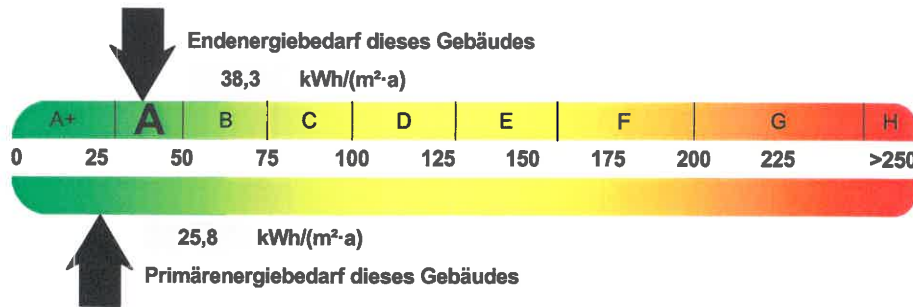 Endenergiebedarf dieses Gebäudes
38,3 kWh/(m²·a)
A+ A B C D E F G H
0 25 50 75 100 125 150 175 200 225 >250
25,8 kWh/(m²·a)
Primärenergiebedarf dieses Gebäudes